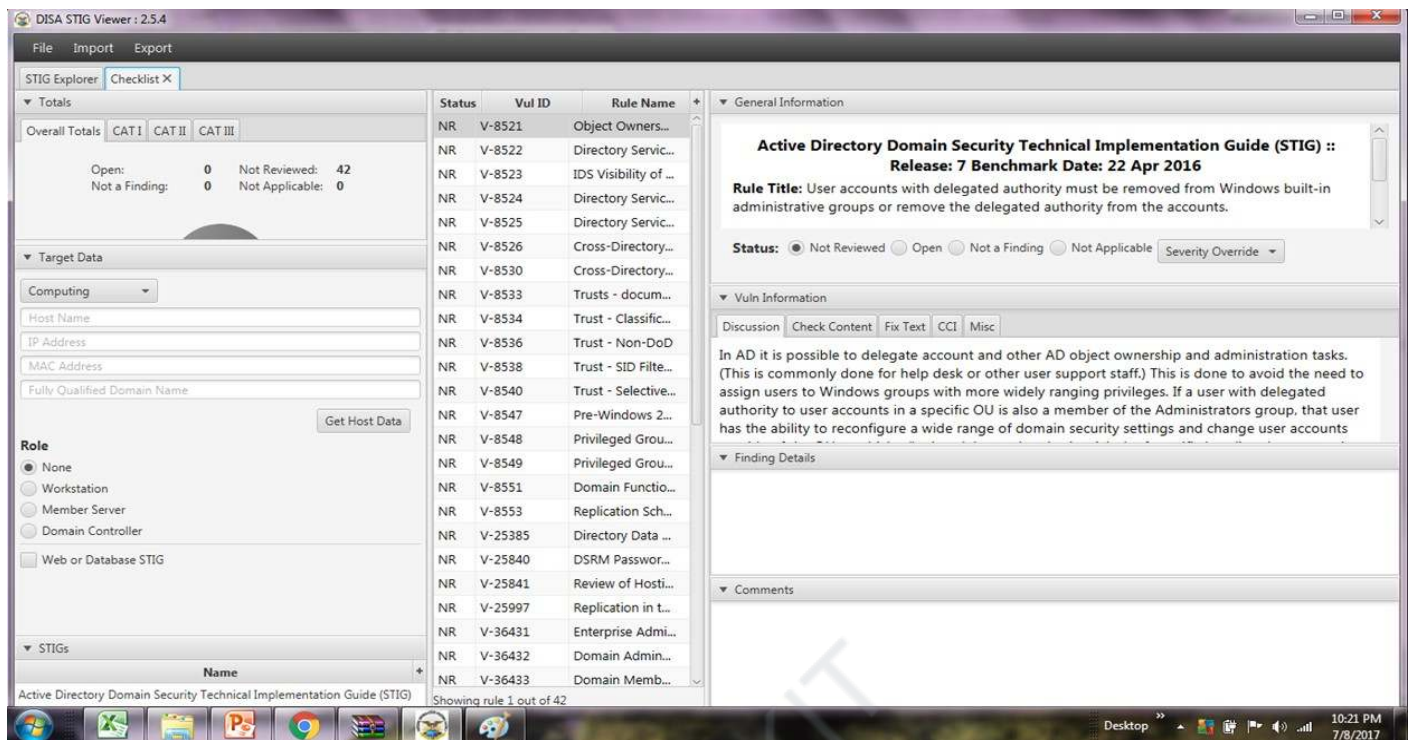 DISA STIG Viewer : 2.5.4
File Import Export
STIG Explorer Checklist X
Totals
Overall Totals CAT I CAT II CAT III
Open: 0 Not Reviewed: 42
Not a Finding: 0 Not Applicable: 0
Target Data
Computing
Host Name
IP Address
MAC Address
Fully Qualified Domain Name
Get Host Data
Role
None
Workstation
Member Server
Domain Controller
Web or Database STIG
STIGs
Name +
Active Directory Domain Security Technical Implementation Guide (STIG)
Status Vul ID Rule Name +
NR V-8521 Object Owners...
NR V-8522 Directory Servic...
NR V-8523 IDS Visibility of ...
NR V-8524 Directory Servic...
NR V-8525 Directory Servic...
NR V-8526 Cross-Directory...
NR V-8530 Cross-Directory...
NR V-8533 Trusts - docum...
NR V-8534 Trust - Classific...
NR V-8536 Trust - Non-DoD
NR V-8538 Trust - SID Filte...
NR V-8540 Trust - Selective...
NR V-8547 Pre-Windows 2...
NR V-8548 Privileged Grou...
NR V-8549 Privileged Grou...
NR V-8551 Domain Functio...
NR V-8553 Replication Sch...
NR V-25385 Directory Data ...
NR V-25840 DSRM Passwor...
NR V-25841 Review of Hosti...
NR V-25997 Replication in t...
NR V-36431 Enterprise Admi...
NR V-36432 Domain Admin...
NR V-36433 Domain Memb...
Showing rule 1 out of 42
General Information
Active Directory Domain Security Technical Implementation Guide (STIG) ::
Release: 7 Benchmark Date: 22 Apr 2016
Rule Title: User accounts with delegated authority must be removed from Windows built-in
administrative groups or remove the delegated authority from the accounts.
Status: Not Reviewed Open Not a Finding Not Applicable Severity Override
Vuln Information
Discussion Check Content Fix Text CCI Misc
In AD it is possible to delegate account and other AD object ownership and administration tasks.
(This is commonly done for help desk or other user support staff.) This is done to avoid the need to
assign users to Windows groups with more widely ranging privileges. If a user with delegated
authority to user accounts in a specific OU is also a member of the Administrators group, that user
has the ability to reconfigure a wide range of domain security settings and change user accounts
Finding Details
Comments
Desktop
10:21 PM
7/8/2017